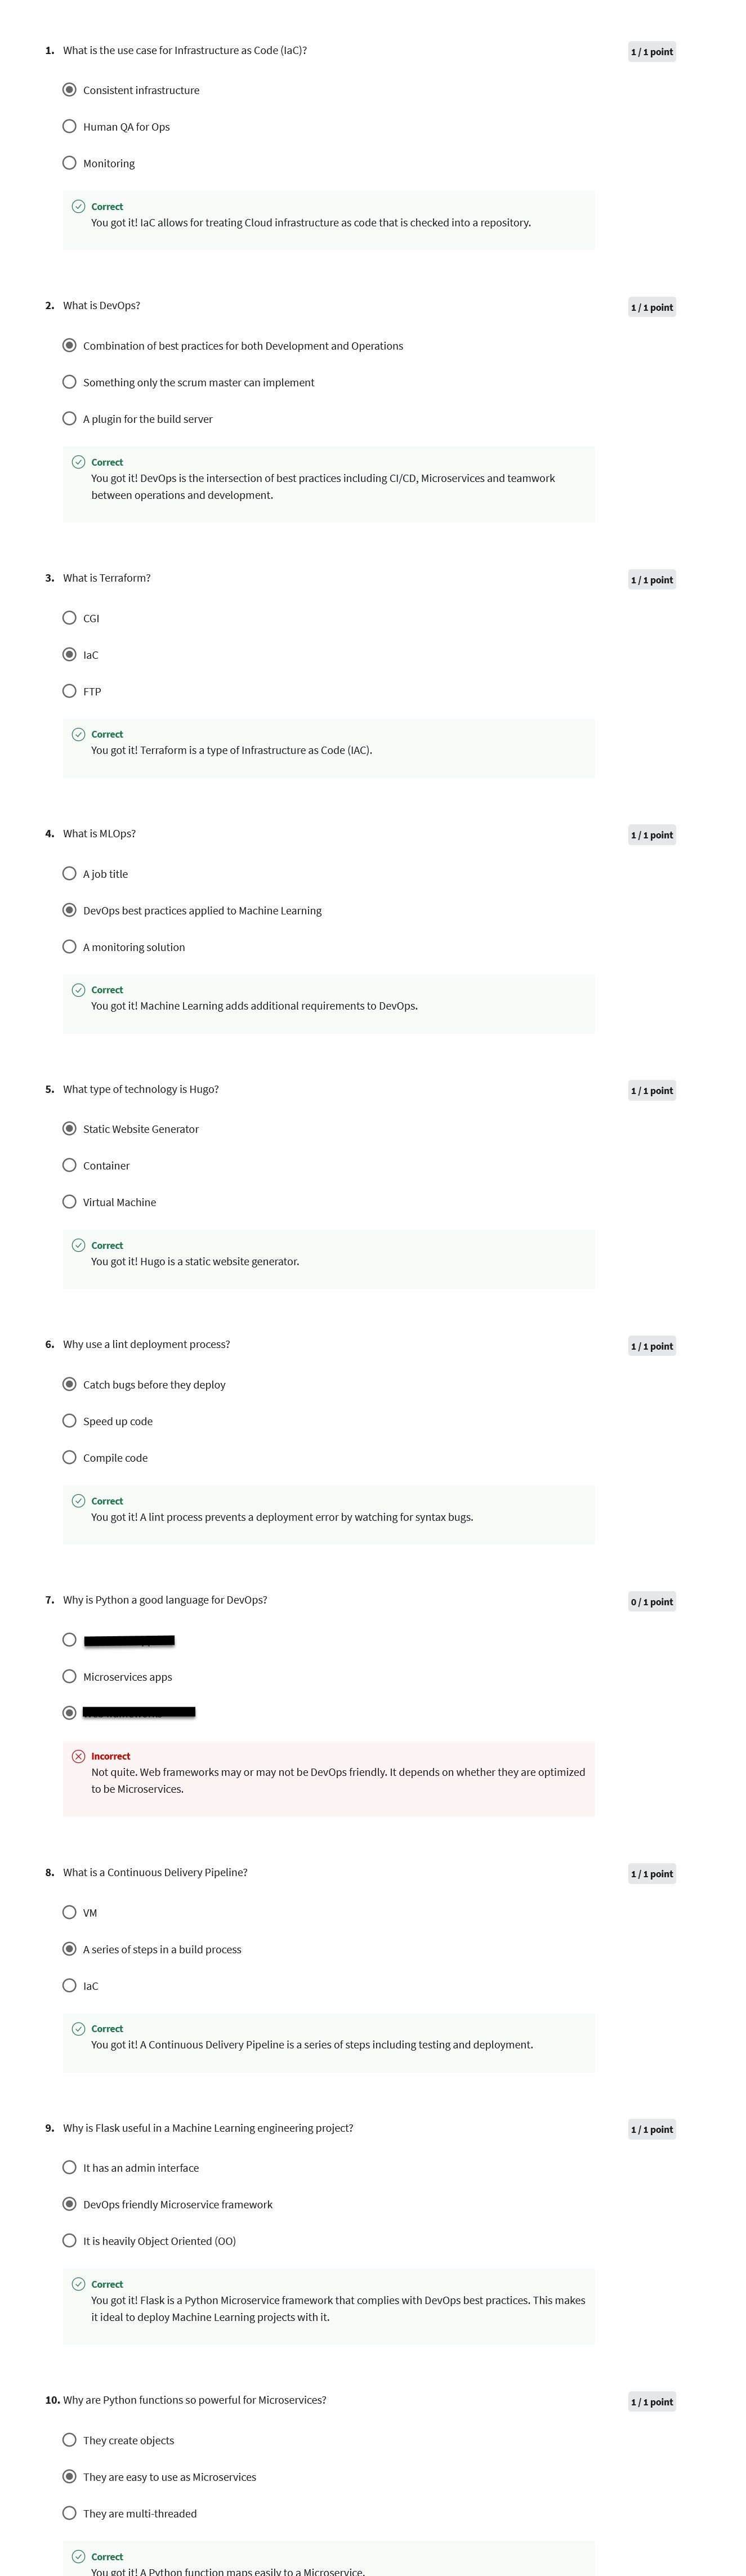 1. What is the use case for Infrastructure as Code (IaC)?
1 / 1 point
Consistent infrastructure
Human QA for Ops
Monitoring
Correct
You got it! IaC allows for treating Cloud infrastructure as code that is checked into a repository.
2. What is DevOps?
1 / 1 point
Combination of best practices for both Development and Operations
Something only the scrum master can implement
A plugin for the build server
Correct
You got it! DevOps is the intersection of best practices including CI/CD, Microservices and teamwork
between operations and development.
3. What is Terraform?
1 / 1 point
CGI
IaC
FTP
Correct
You got it! Terraform is a type of Infrastructure as Code (IAC).
4. What is MLOps?
1 / 1 point
A job title
DevOps best practices applied to Machine Learning
A monitoring solution
Correct
You got it! Machine Learning adds additional requirements to DevOps.
5. What type of technology is Hugo?
1 / 1 point
Static Website Generator
Container
Virtual Machine
Correct
You got it! Hugo is a static website generator.
6. Why use a lint deployment process?
1 / 1 point
Catch bugs before they deploy
Speed up code
Compile code
Correct
You got it! A lint process prevents a deployment error by watching for syntax bugs.
7. Why is Python a good language for DevOps?
0 / 1 point
Microservices apps
Incorrect
Not quite. Web frameworks may or may not be DevOps friendly. It depends on whether they are optimized
to be Microservices.
8. What is a Continuous Delivery Pipeline?
1 / 1 point
VM
A series of steps in a build process
IaC
Correct
You got it! A Continuous Delivery Pipeline is a series of steps including testing and deployment.
9. Why is Flask useful in a Machine Learning engineering project?
1 / 1 point
It has an admin interface
DevOps friendly Microservice framework
It is heavily Object Oriented (OO)
Correct
You got it! Flask is a Python Microservice framework that complies with DevOps best practices. This makes
it ideal to deploy Machine Learning projects with it.
10. Why are Python functions so powerful for Microservices?
1 / 1 point
They create objects
They are easy to use as Microservices
They are multi-threaded
Correct
You got it! A Python function maps easily to a Microservice.